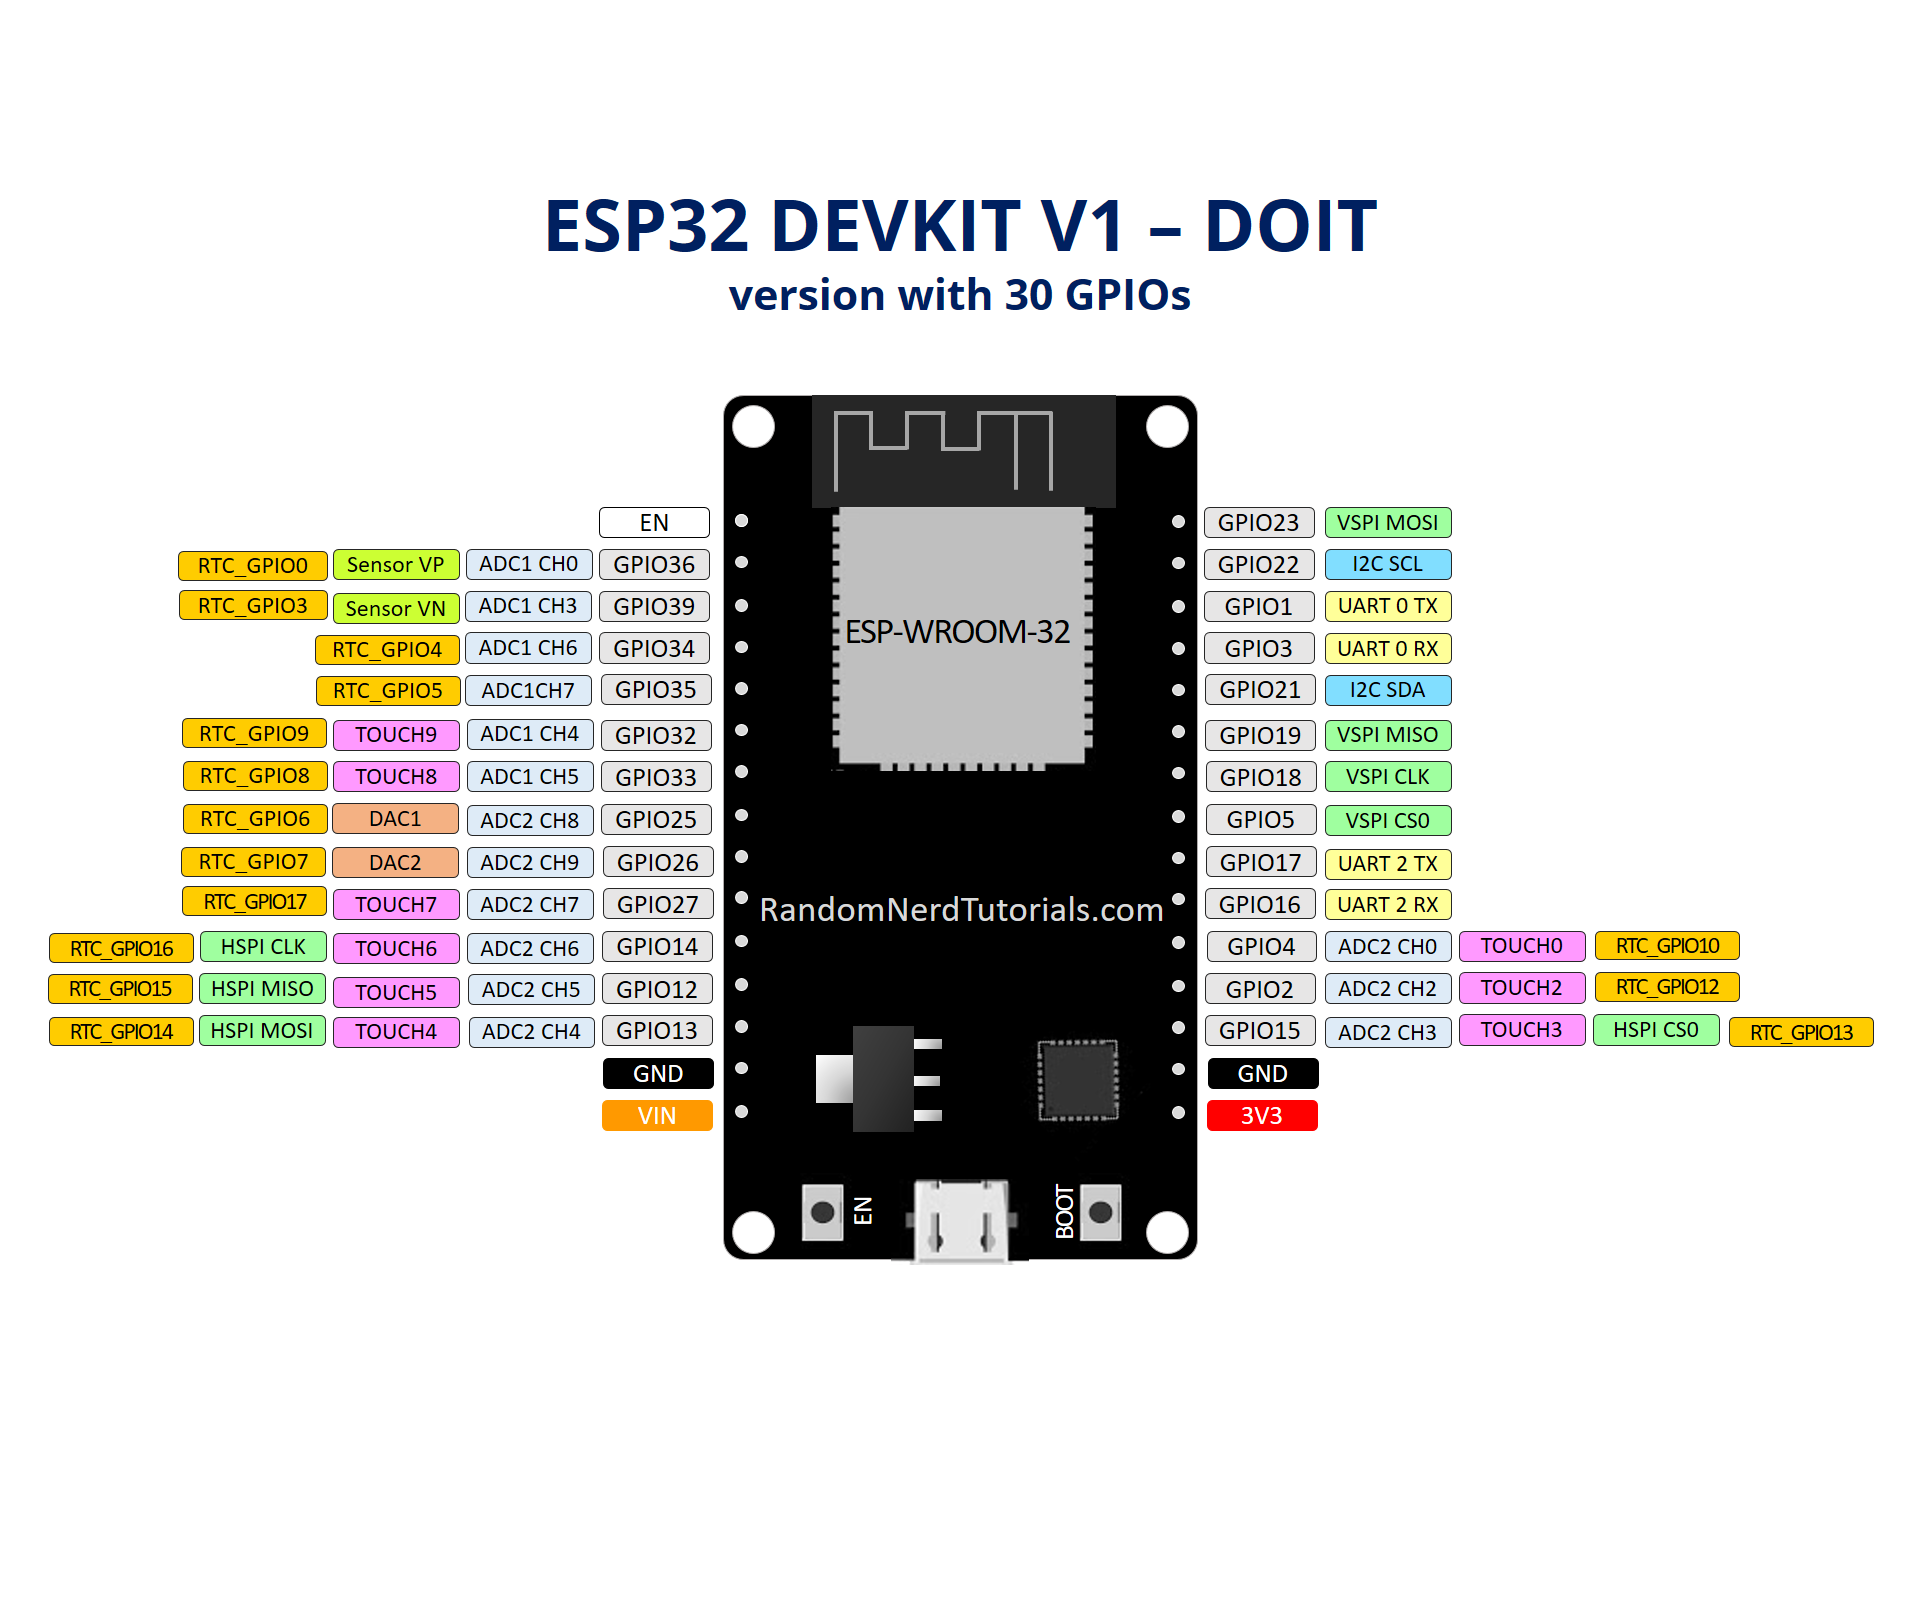 ESP32 DEVKIT V1 – DOIT
version with 30 GPIOs
EN GPIO23 VSPI MOSI
RTC_GPIO0 Sensor VP ADC1 CH0 GPIO36 GPIO22 I2C SCL
RTC_GPIO3 Sensor VN ADC1 CH3 GPIO39 GPIO1 UART 0 TX
ESP-WROOM-32
RTC_GPIO4 ADC1 CH6 GPIO34 GPIO3 UART 0 RX
RTC_GPIO5 ADC1CH7 GPIO35 GPIO21 I2C SDA
RTC_GPIO9 TOUCH9 ADC1 CH4 GPIO32 GPIO19 VSPI MISO
RTC_GPIO8 TOUCH8 ADC1 CH5 GPIO33 GPIO18 VSPI CLK
RTC_GPIO6 DAC1 ADC2 CH8 GPIO25 GPIO5 VSPI CS0
RTC_GPIO7 DAC2 ADC2 CH9 GPIO26 GPIO17 UART 2 TX
RTC_GPIO17 TOUCH7 ADC2 CH7 GPIO27 RandomNerdTutorials.com GPIO16 UART 2 RX
RTC_GPIO16 HSPI CLK TOUCH6 ADC2 CH6 GPIO14 GPIO4 ADC2 CH0 TOUCH0 RTC_GPIO10
RTC_GPIO15 HSPI MISO TOUCH5 ADC2 CH5 GPIO12 GPIO2 ADC2 CH2 TOUCH2 RTC_GPIO12
RTC_GPIO14 HSPI MOSI TOUCH4 ADC2 CH4 GPIO13 GPIO15 ADC2 CH3 TOUCH3 HSPI CS0 RTC_GPIO13
GND GND
VIN 3V3
EN BOOT